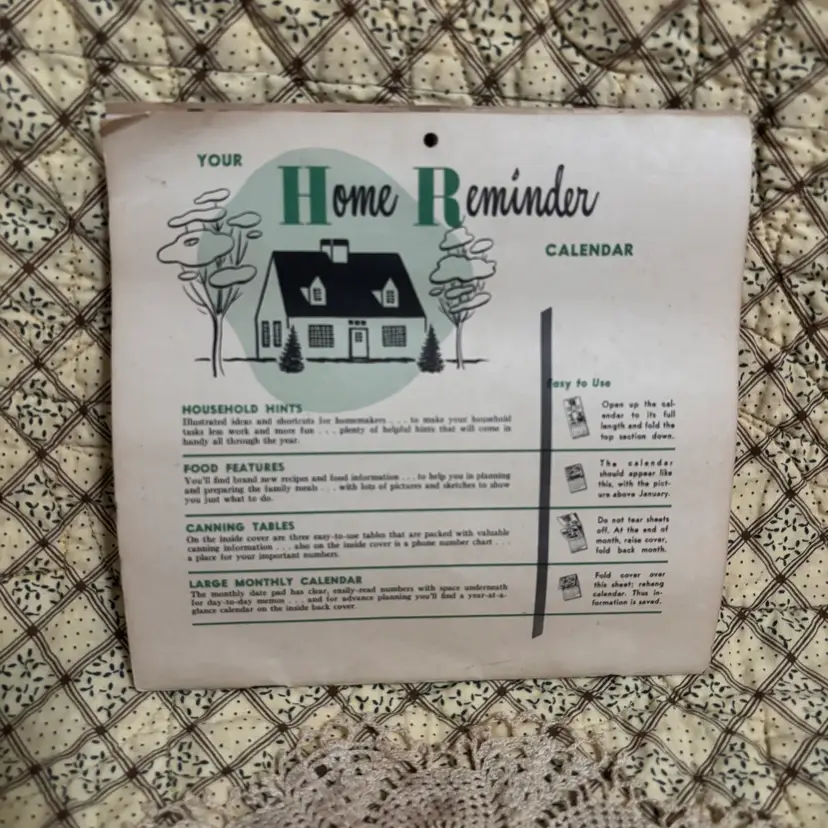 YOUR
Home Reminder
CALENDAR
HOUSEHOLD HINTS
Illustrated ideas and shortcuts for homemakers . . . to make your household
tasks less work and more fun . . . plenty of helpful hints that will come in
handy all through the year.
FOOD FEATURES
You'll find brand new recipes and food information . . . to help you in planning
and preparing the family meals . . . with lots of pictures and sketches to show
you just what to do.
CANNING TABLES
On the inside cover are three easy-to-use tables that are packed with valuable
canning information . . . also on the inside cover is a phone number chart . . .
a place for your important numbers.
LARGE MONTHLY CALENDAR
The monthly date pad has clear, easily-read numbers with space underneath
for day-to-day memos . . . and for advance planning you'll find a year-at-a-
glance calendar on the inside back cover.
Easy to Use
Open up the cal-
endar to its full
length and fold the
top section down.
The calendar
should appear like
this, with the pict-
ure above January.
Do not tear sheets
off. At the end of
month, raise cover,
fold back month.
Fold cover over
this sheet; rehang
calendar. Thus in-
formation is saved.